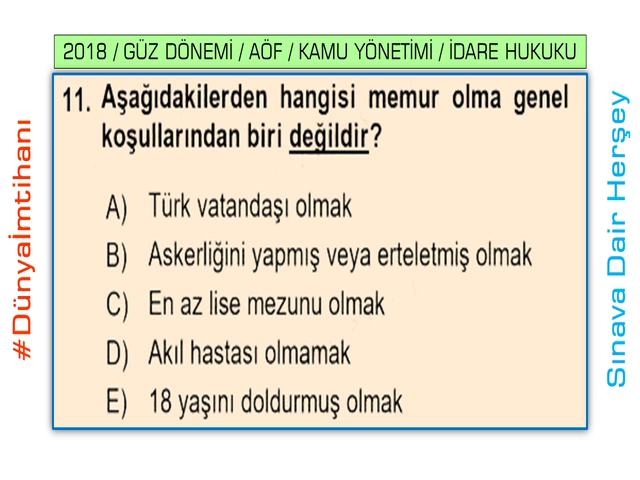 2018 / GÜZ DÖNEMİ / AÖF / KAMU YÖNETİMİ / İDARE HUKUKU
11. Aşağıdakilerden hangisi memur olma genel
koşullarından biri değildir?
A) Türk vatandaşı olmak
B) Askerliğini yapmış veya erteletmiş olmak
C) En az lise mezunu olmak
D) Akıl hastası olmamak
E) 18 yaşını doldurmuş olmak
#Dünyaİmtihanı
Sınava Dair Herşey